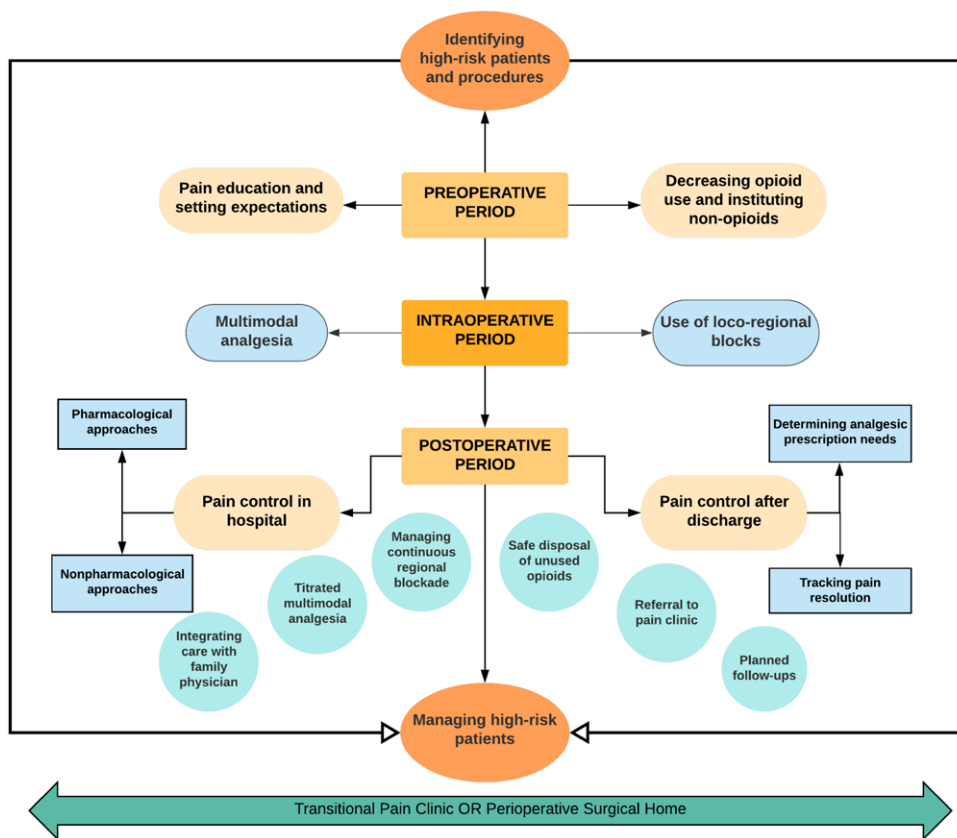 Identifying
high-risk patients
and procedures
Pain education and
setting expectations
PREOPERATIVE
PERIOD
Decreasing opioid
use and instituting
non-opioids
Multimodal
analgesia
INTRAOPERATIVE
PERIOD
Use of loco-regional
blocks
Pharmacological
approaches
Determining analgesic
prescription needs
POSTOPERATIVE
PERIOD
Pain control in
hospital
Pain control after
discharge
Nonpharmacological
approaches
Managing
continuous
regional
blockade
Safe disposal
of unused
opioids
Tracking pain
resolution
Titrated
multimodal
analgesia
Referral to
pain clinic
Integrating
care with
family
physician
Planned
follow-ups
Managing high-risk
patients
Transitional Pain Clinic OR Perioperative Surgical Home